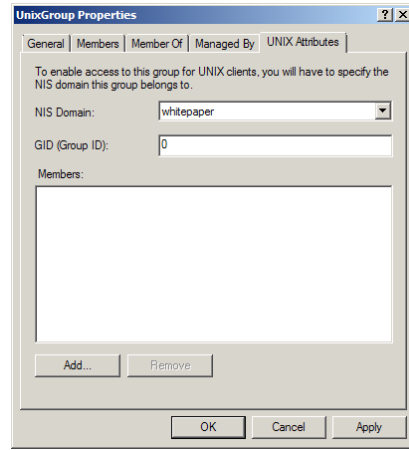 UnixGroup Properties
General Members Member Of Managed By UNIX Attributes
To enable access to this group for UNIX clients, you will have to specify the
NIS domain this group belongs to.
NIS Domain: whitepaper
GID (Group ID): 0
Members:
Add... Remove
OK Cancel Apply